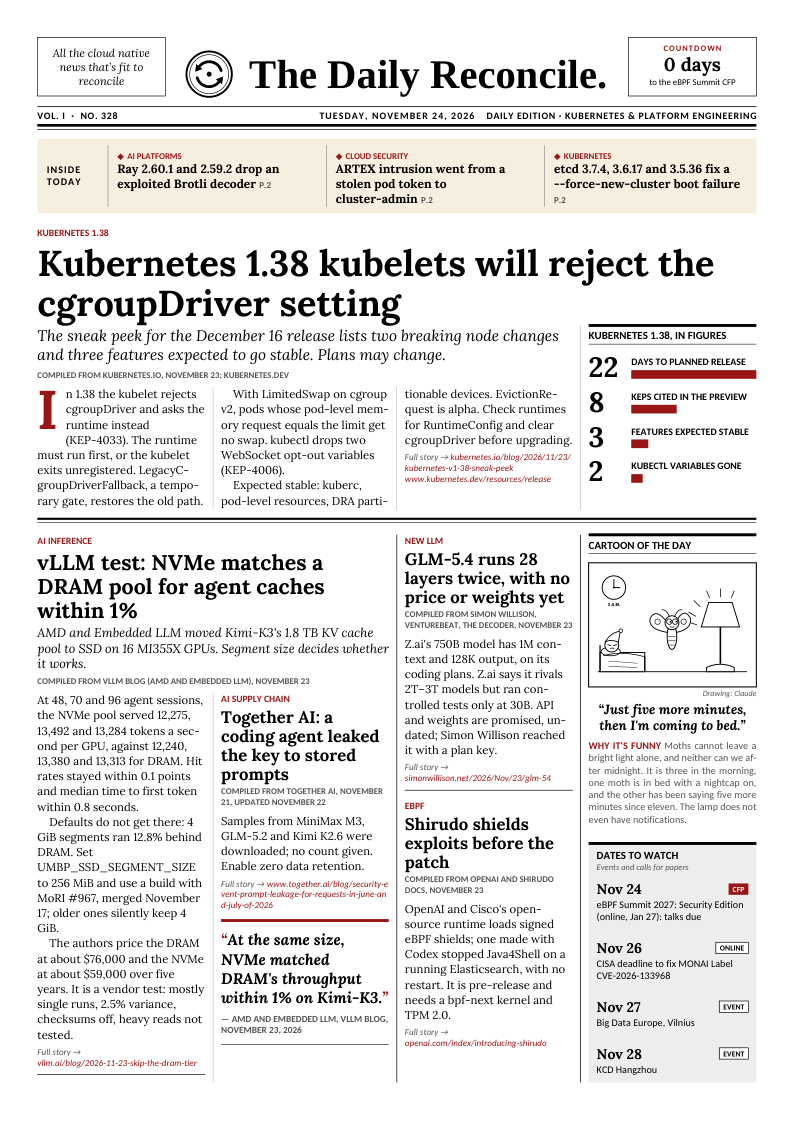 All the cloud native
news that's fit to
reconcile
The Daily Reconcile.
COUNTDOWN
0 days
to the eBPF Summit CFP
VOL. I · NO. 328
TUESDAY, NOVEMBER 24, 2026 DAILY EDITION · KUBERNETES & PLATFORM ENGINEERING
INSIDE
TODAY
◆ AI PLATFORMS
Ray 2.60.1 and 2.59.2 drop an
exploited Brotli decoder P.2
◆ CLOUD SECURITY
ARTEX intrusion went from a
stolen pod token to
cluster-admin P.2
◆ KUBERNETES
etcd 3.7.4, 3.6.17 and 3.5.36 fix a
--force-new-cluster boot failure
P.2
KUBERNETES 1.38
Kubernetes 1.38 kubelets will reject the
cgroupDriver setting
The sneak peek for the December 16 release lists two breaking node changes
and three features expected to go stable. Plans may change.
COMPILED FROM KUBERNETES.IO, NOVEMBER 23; KUBERNETES.DEV
In 1.38 the kubelet rejects
cgroupDriver and asks the
runtime instead
(KEP-4033). The runtime
must run first, or the kubelet
exits unregistered. LegacyC-
groupDriverFallback, a tempo-
rary gate, restores the old path.
With LimitedSwap on cgroup
v2, pods whose pod-level mem-
ory request equals the limit get
no swap. kubectl drops two
WebSocket opt-out variables
(KEP-4006).
Expected stable: kuberc,
pod-level resources, DRA parti-
tionable devices. EvictionRe-
quest is alpha. Check runtimes
for RuntimeConfig and clear
cgroupDriver before upgrading.
Full story → kubernetes.io/blog/2026/11/23/
kubernetes-v1-38-sneak-peek
www.kubernetes.dev/resources/release
KUBERNETES 1.38, IN FIGURES
22 DAYS TO PLANNED RELEASE
8 KEPS CITED IN THE PREVIEW
3 FEATURES EXPECTED STABLE
2 KUBECTL VARIABLES GONE
AI INFERENCE
vLLM test: NVMe matches a
DRAM pool for agent caches
within 1%
AMD and Embedded LLM moved Kimi-K3's 1.8 TB KV cache
pool to SSD on 16 MI355X GPUs. Segment size decides whether
it works.
COMPILED FROM VLLM BLOG (AMD AND EMBEDDED LLM), NOVEMBER 23
At 48, 70 and 96 agent sessions,
the NVMe pool served 12,275,
13,492 and 13,284 tokens a sec-
ond per GPU, against 12,240,
13,380 and 13,313 for DRAM. Hit
rates stayed within 0.1 points
and median time to first token
within 0.8 seconds.
Defaults do not get there: 4
GiB segments ran 12.8% behind
DRAM. Set
UMBP_SSD_SEGMENT_SIZE
to 256 MiB and use a build with
MoRI #967, merged November
17; older ones silently keep 4
GiB.
The authors price the DRAM
at about $76,000 and the NVMe
at about $59,000 over five
years. It is a vendor test: mostly
single runs, 2.5% variance,
checksums off, heavy reads not
tested.
Full story →
vllm.ai/blog/2026-11-23-skip-the-dram-tier
AI SUPPLY CHAIN
Together AI: a
coding agent leaked
the key to stored
prompts
COMPILED FROM TOGETHER AI, NOVEMBER
21, UPDATED NOVEMBER 22
Samples from MiniMax M3,
GLM-5.2 and Kimi K2.6 were
downloaded; no count given.
Enable zero data retention.
Full story → www.together.ai/blog/security-e
vent-prompt-leakage-for-requests-in-june-an
d-july-of-2026
“At the same size,
NVMe matched
DRAM's throughput
within 1% on Kimi-K3.”
— AMD AND EMBEDDED LLM, VLLM BLOG,
NOVEMBER 23, 2026
NEW LLM
GLM-5.4 runs 28
layers twice, with no
price or weights yet
COMPILED FROM SIMON WILLISON,
VENTUREBEAT, THE DECODER, NOVEMBER 23
Z.ai's 750B model has 1M con-
text and 128K output, on its
coding plans. Z.ai says it rivals
2T–3T models but ran con-
trolled tests only at 30B. API
and weights are promised, un-
dated; Simon Willison reached
it with a plan key.
Full story →
simonwillison.net/2026/Nov/23/glm-54
EBPF
Shirudo shields
exploits before the
patch
COMPILED FROM OPENAI AND SHIRUDO
DOCS, NOVEMBER 23
OpenAI and Cisco's open-
source runtime loads signed
eBPF shields; one made with
Codex stopped Java4Shell on a
running Elasticsearch, with no
restart. It is pre-release and
needs a bpf-next kernel and
TPM 2.0.
Full story →
openai.com/index/introducing-shirudo
CARTOON OF THE DAY
3 A.M.
Drawing: Claude
“Just five more minutes,
then I'm coming to bed.”
WHY IT'S FUNNY Moths cannot leave a
bright light alone, and neither can we af-
ter midnight. It is three in the morning,
one moth is in bed with a nightcap on,
and the other has been saying five more
minutes since eleven. The lamp does not
even have notifications.
DATES TO WATCH
Events and calls for papers
Nov 24 CFP
eBPF Summit 2027: Security Edition
(online, Jan 27): talks due
Nov 26 ONLINE
CISA deadline to fix MONAI Label
CVE-2026-133968
Nov 27 EVENT
Big Data Europe, Vilnius
Nov 28 EVENT
KCD Hangzhou